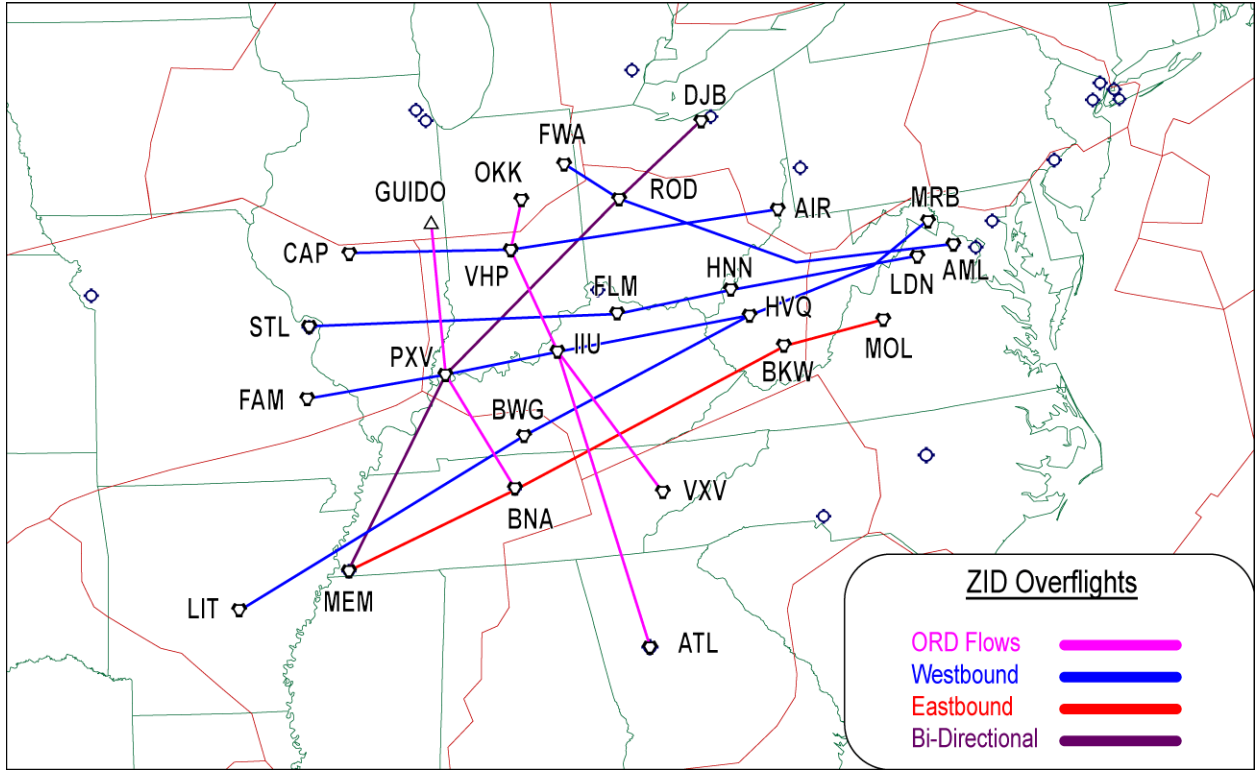 DJB
FWA
OKK
ROD
GUIDO
AIR
MRB
CAP
VHP
AML
LDN
HNN
FLM
HVQ
STL
MOL
IIU
PXV
BKW
FAM
BWG
VXV
BNA
MEM
LIT
ATL
ZID Overflights
ORD Flows
Westbound
Eastbound
Bi-Directional